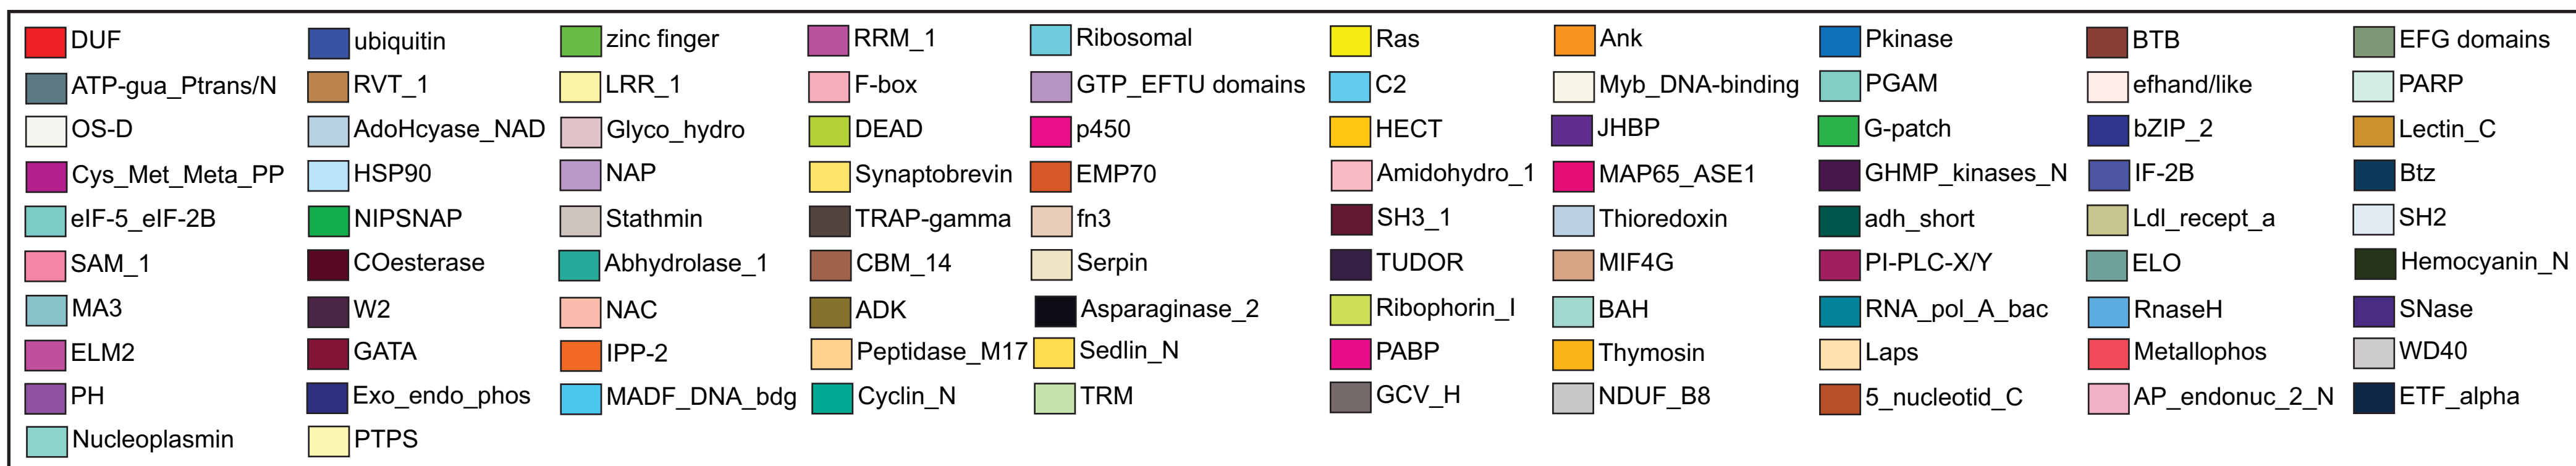 DUF ubiquitin zinc finger RRM_1 Ribosomal Ras Ank Pkinase BTB EFG domains
ATP-gua_Ptrans/N RVT_1 LRR_1 F-box GTP_EFTU domains C2 Myb_DNA-binding PGAM efhand/like PARP
OS-D AdoHcyase_NAD Glyco_hydro DEAD p450 HECT JHBP G-patch bZIP_2 Lectin_C
Cys_Met_Meta_PP HSP90 NAP Synaptobrevin EMP70 Amidohydro_1 MAP65_ASE1 GHMP_kinases_N IF-2B Btz
eIF-5_eIF-2B NIPSNAP Stathmin TRAP-gamma fn3 SH3_1 Thioredoxin adh_short Ldl_recept_a SH2
SAM_1 COesterase Abhydrolase_1 CBM_14 Serpin TUDOR MIF4G PI-PLC-X/Y ELO Hemocyanin_N
MA3 W2 NAC ADK Asparaginase_2 Ribophorin_I BAH RNA_pol_A_bac RnaseH SNase
ELM2 GATA IPP-2 Peptidase_M17 Sedlin_N PABP Thymosin Laps Metallophos WD40
PH Exo_endo_phos MADF_DNA_bdg Cyclin_N TRM GCV_H NDUF_B8 5_nucleotid_C AP_endonuc_2_N ETF_alpha
Nucleoplasmin PTPS